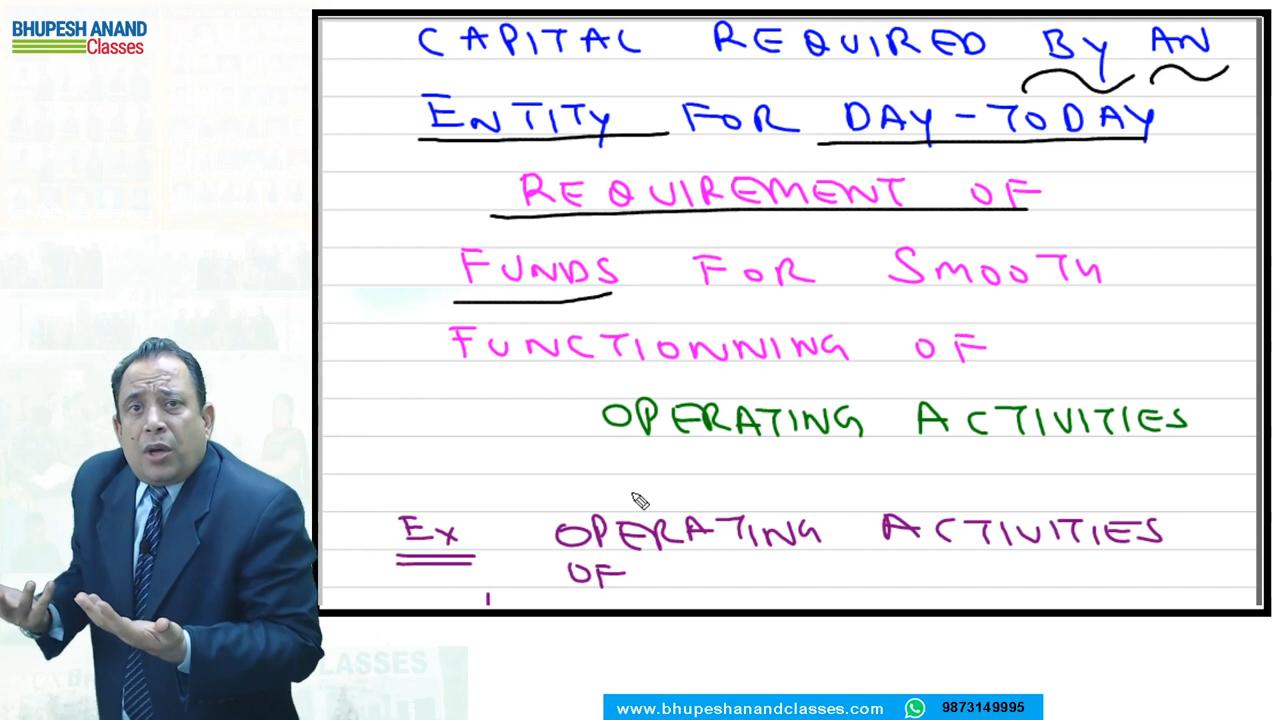 BHUPESH ANAND
Classes
CAPITAL REQUIRED BY AN
ENTITY FOR DAY-TODAY
REQUIREMENT OF
FUNDS FOR SMOOTH
FUNCTIONNING OF
OPERATING ACTIVITIES
Ex OPERATING ACTIVITIES
OF
www.bhupeshanandclasses.com 9873149995